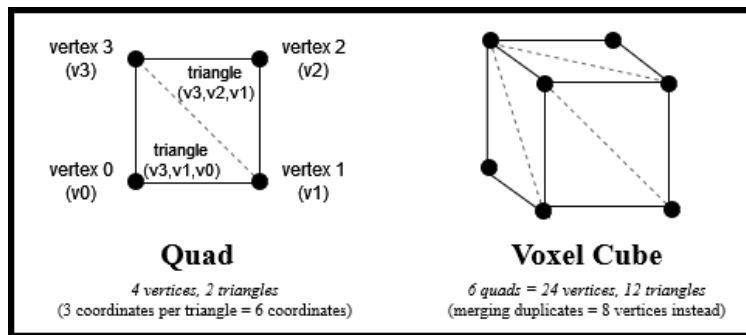 vertex 3
(v3)
vertex 2
(v2)
triangle
(v3,v2,v1)
triangle
(v3,v1,v0)
vertex 0
(v0)
vertex 1
(v1)
Quad
4 vertices, 2 triangles
(3 coordinates per triangle = 6 coordinates)
Voxel Cube
6 quads = 24 vertices, 12 triangles
(merging duplicates = 8 vertices instead)